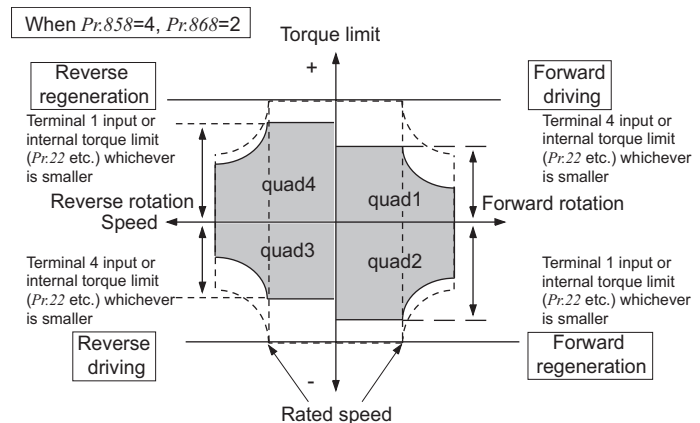 When Pr.858=4, Pr.868=2
Torque limit
+
Reverse
regeneration
Forward
driving
Terminal 1 input or
internal torque limit
(Pr.22 etc.) whichever
is smaller
Terminal 4 input or
internal torque limit
(Pr.22 etc.) whichever
is smaller
quad4
quad1
Reverse rotation
Speed
Forward rotation
quad3
quad2
Terminal 4 input or
internal torque limit
(Pr.22 etc.) whichever
is smaller
Terminal 1 input or
internal torque limit
(Pr.22 etc.) whichever
is smaller
Reverse
driving
Forward
regeneration
-
Rated speed